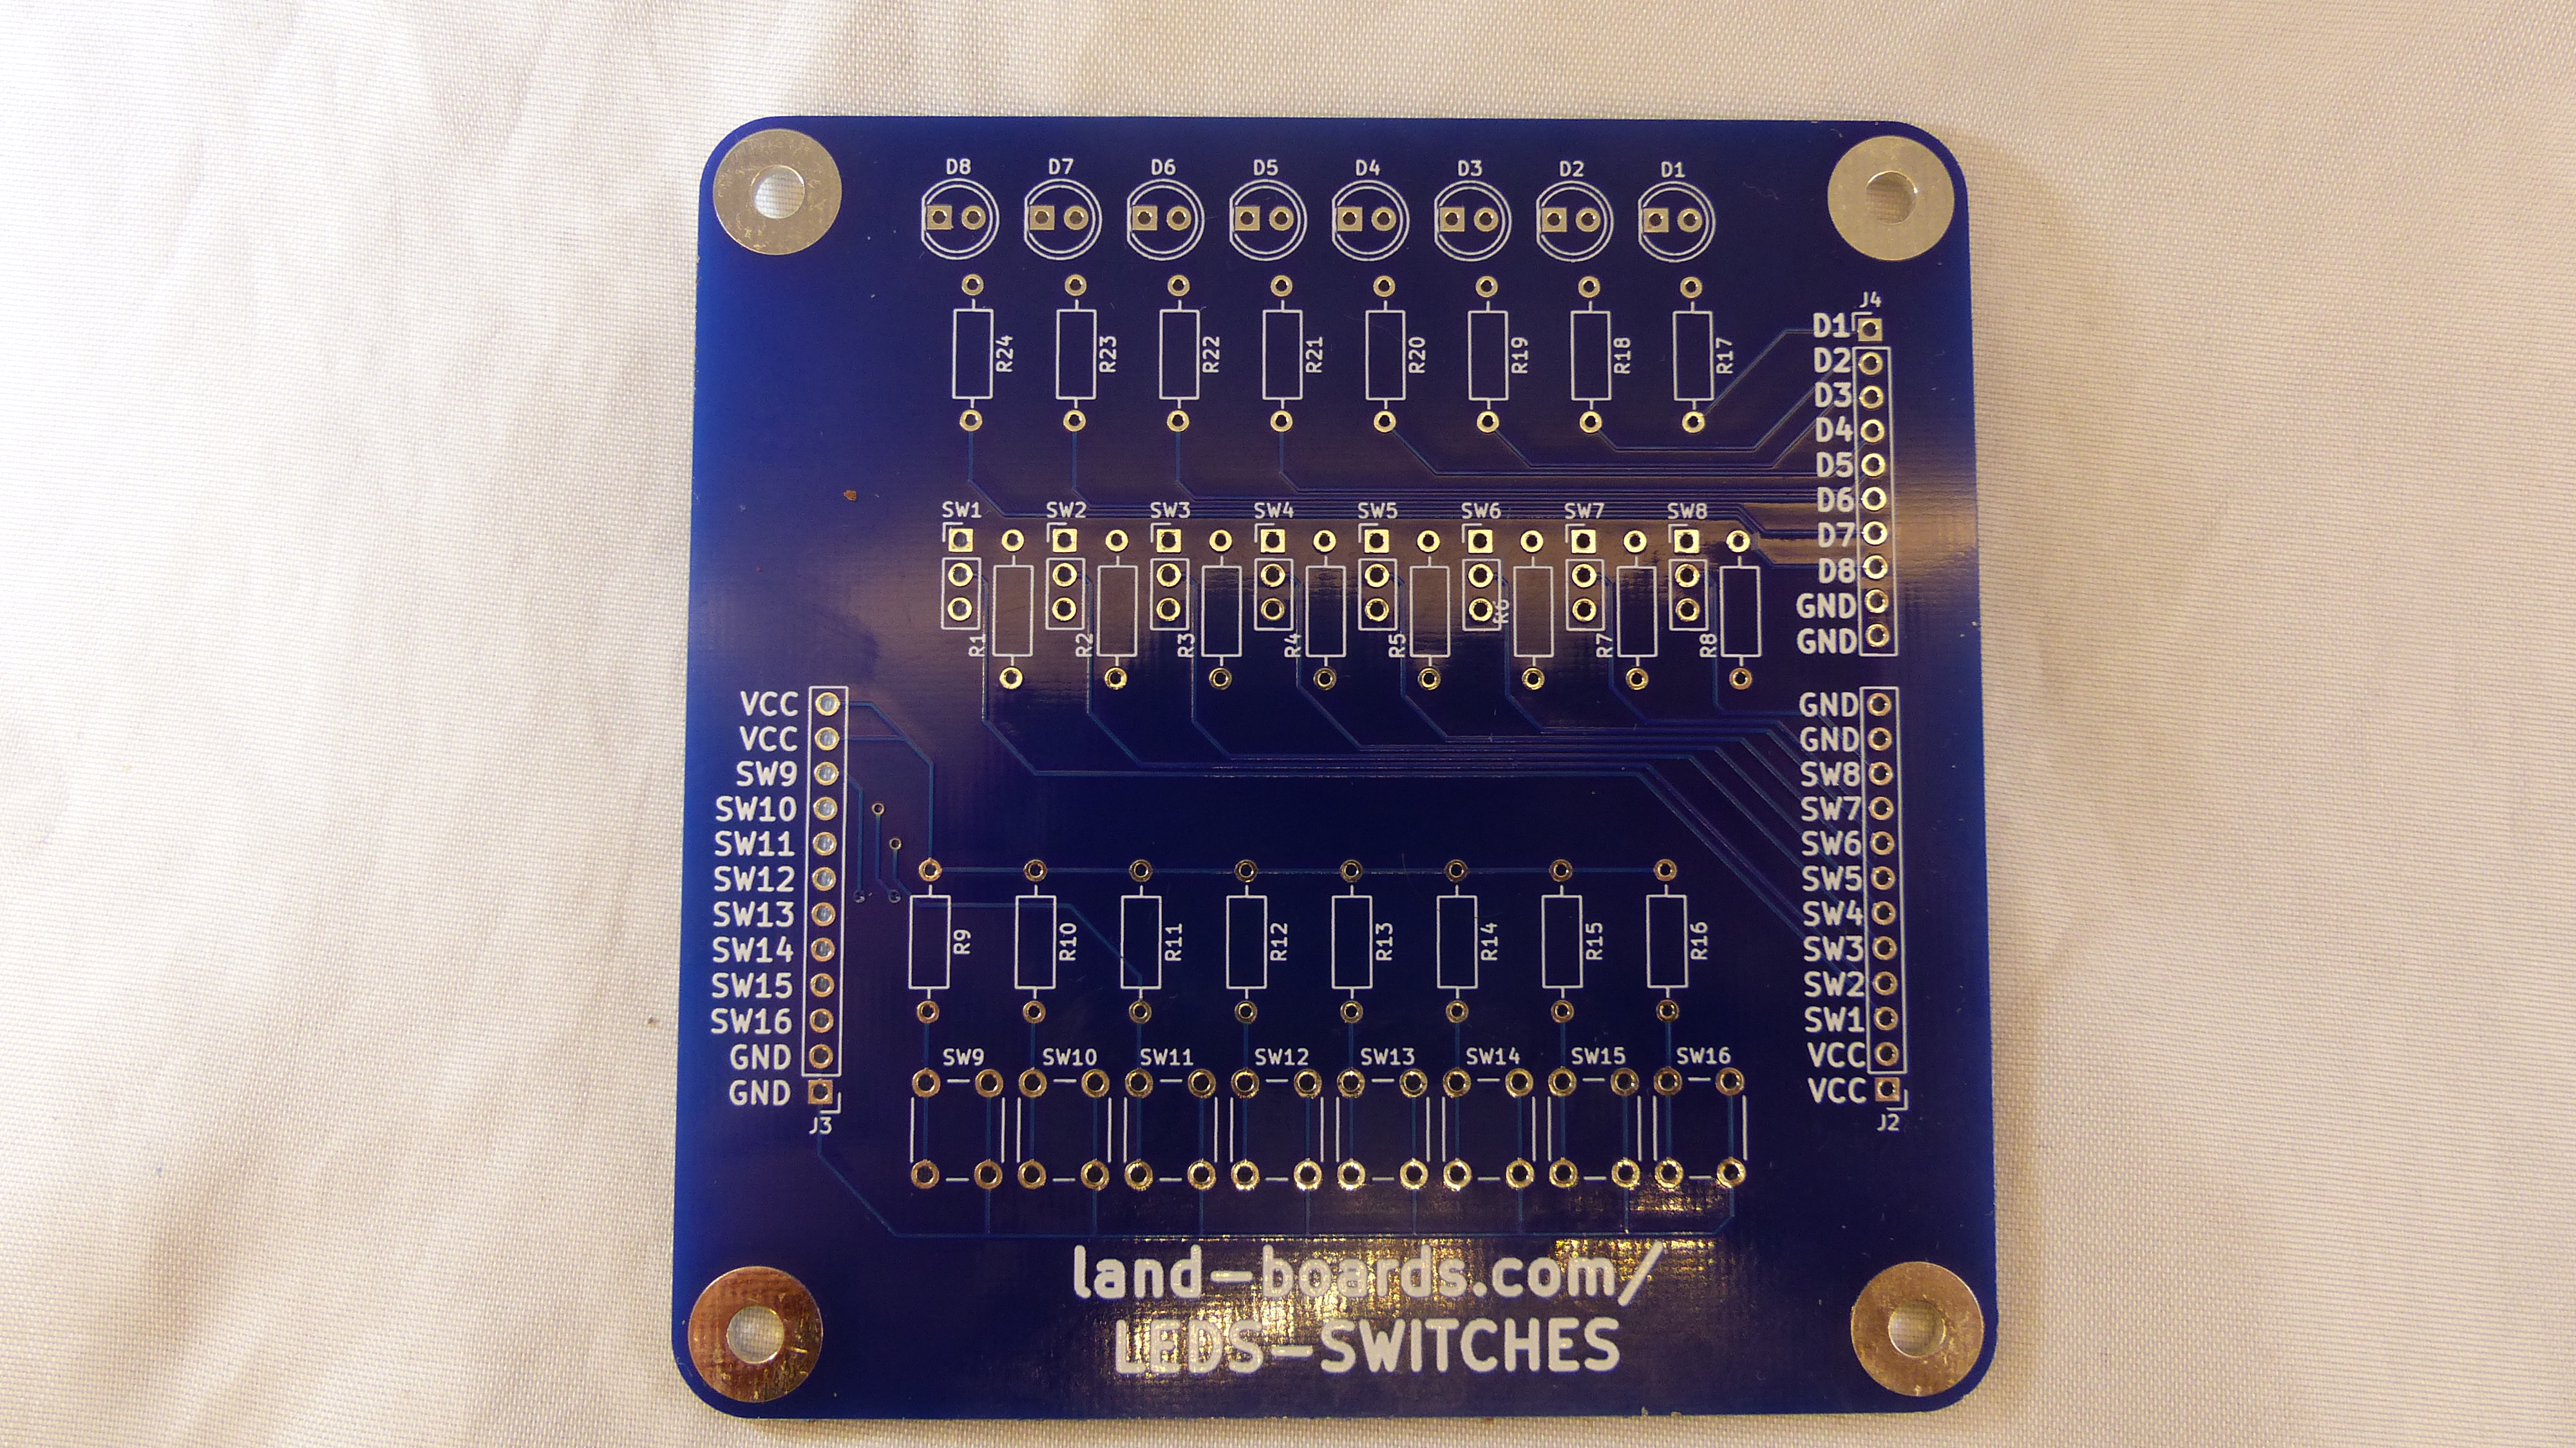 D8 D7 D6 D5 D4 D3 D2 D1
J4
R24 R23 R22 R21 R20 R19 R18 R17
D1
D2
D3
D4
D5
D6
D7
D8
GND
GND
SW1 SW2 SW3 SW4 SW5 SW6 SW7 SW8
R1 R2 R3 R4 R5 R6 R7 R8
VCC
VCC
SW9
SW10
SW11
SW12
SW13
SW14
SW15
SW16
GND
GND
J3
GND
GND
SW8
SW7
SW6
SW5
SW4
SW3
SW2
SW1
VCC
VCC
J2
R9 R10 R11 R12 R13 R14 R15 R16
SW9 SW10 SW11 SW12 SW13 SW14 SW15 SW16
land-boards.com/
LEDS-SWITCHES